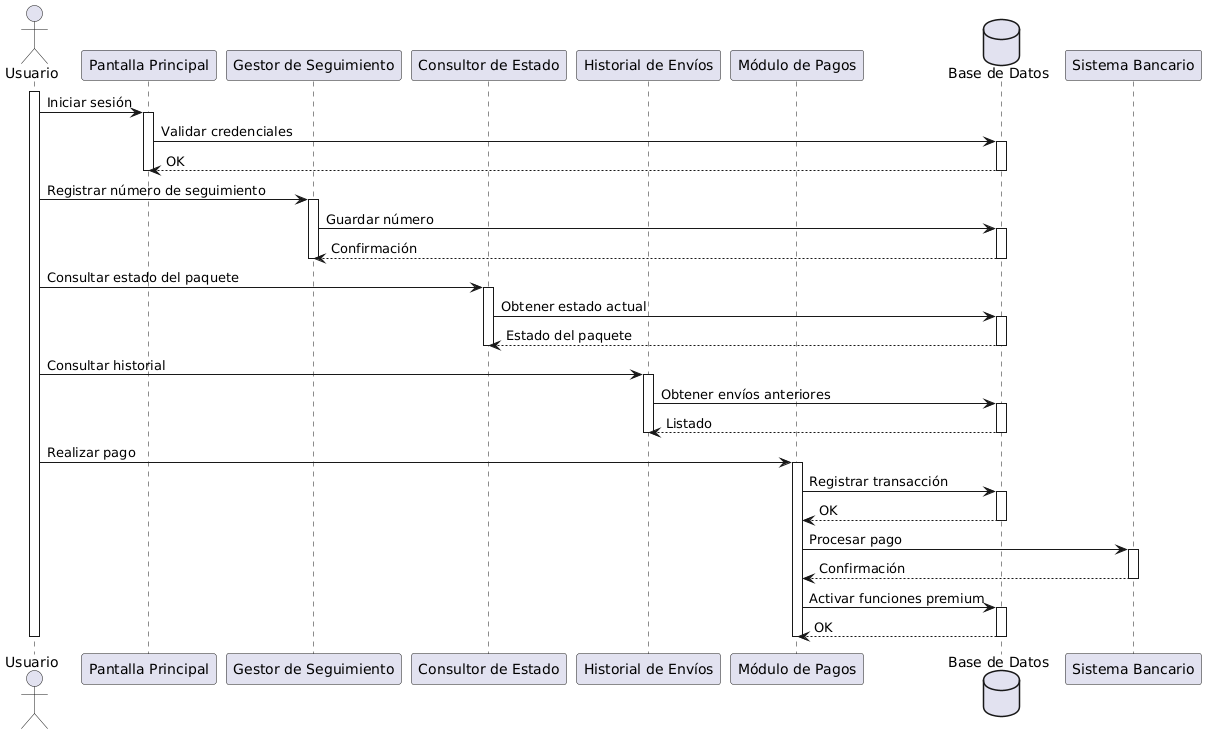 Usuario
Pantalla Principal
Gestor de Seguimiento
Consultor de Estado
Historial de Envíos
Módulo de Pagos
Base de Datos
Sistema Bancario
Iniciar sesión
Validar credenciales
OK
Registrar número de seguimiento
Guardar número
Confirmación
Consultar estado del paquete
Obtener estado actual
Estado del paquete
Consultar historial
Obtener envíos anteriores
Listado
Realizar pago
Registrar transacción
OK
Procesar pago
Confirmación
Activar funciones premium
OK
Usuario
Pantalla Principal
Gestor de Seguimiento
Consultor de Estado
Historial de Envíos
Módulo de Pagos
Base de Datos
Sistema Bancario